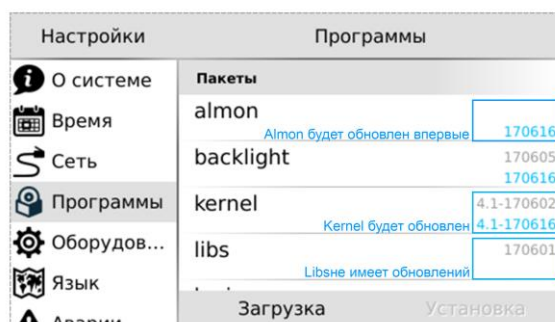 Настройки
Программы
О системе
Время
Сеть
Программы
Оборудов...
Язык
Пакеты
almon
Almon будет обновлен впервые
170616
backlight
170605
170616
kernel
4.1-170602
Kernel будет обновлен
4.1-170616
libs
170601
Libsне имеет обновлений
Загрузка
Установка